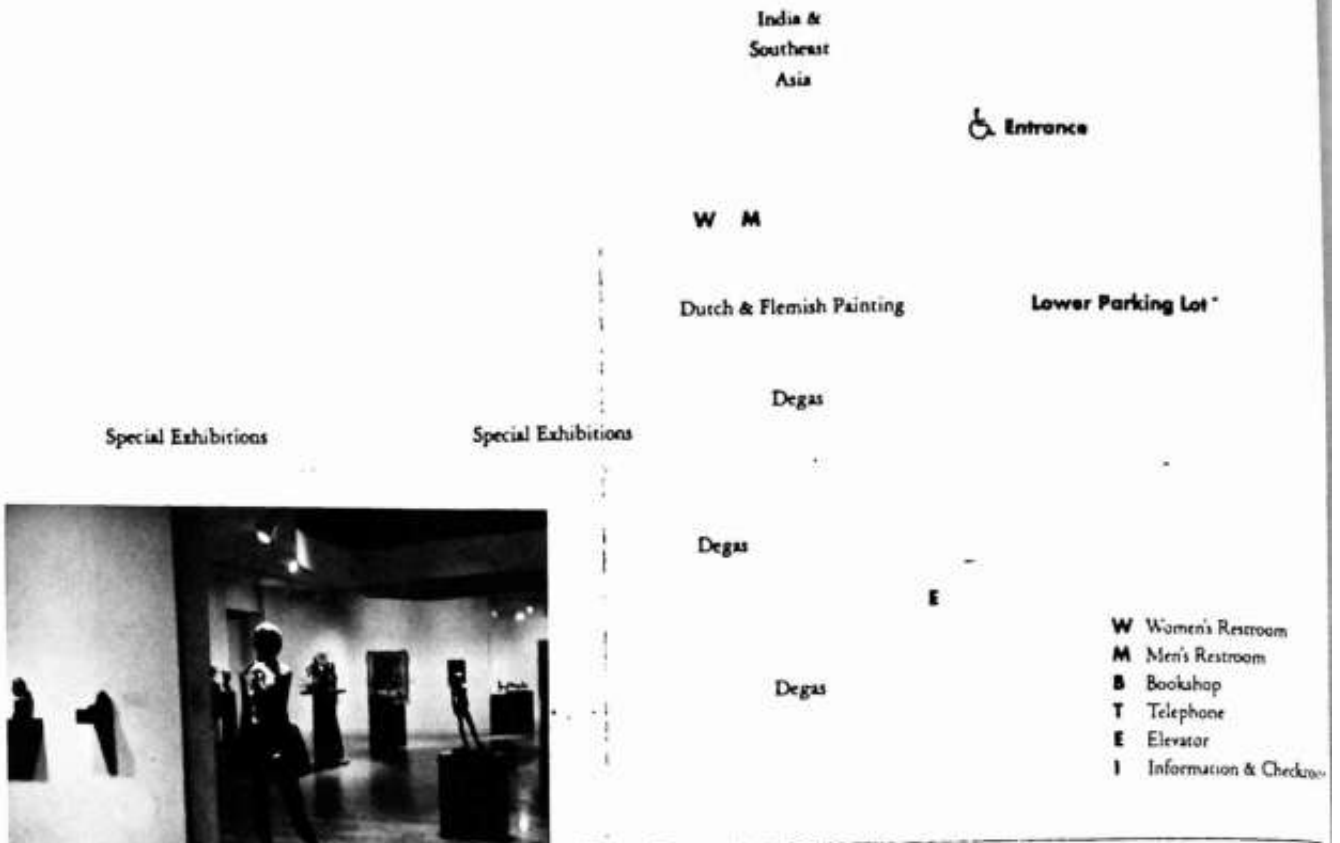 India &
Southeast
Asia
Entrance
W M
Dutch & Flemish Painting
Lower Parking Lot
Degas
Special Exhibitions
Special Exhibitions
Degas
E
W Women's Restroom
M Men's Restroom
B Bookshop
T Telephone
E Elevator
I Information &
Degas